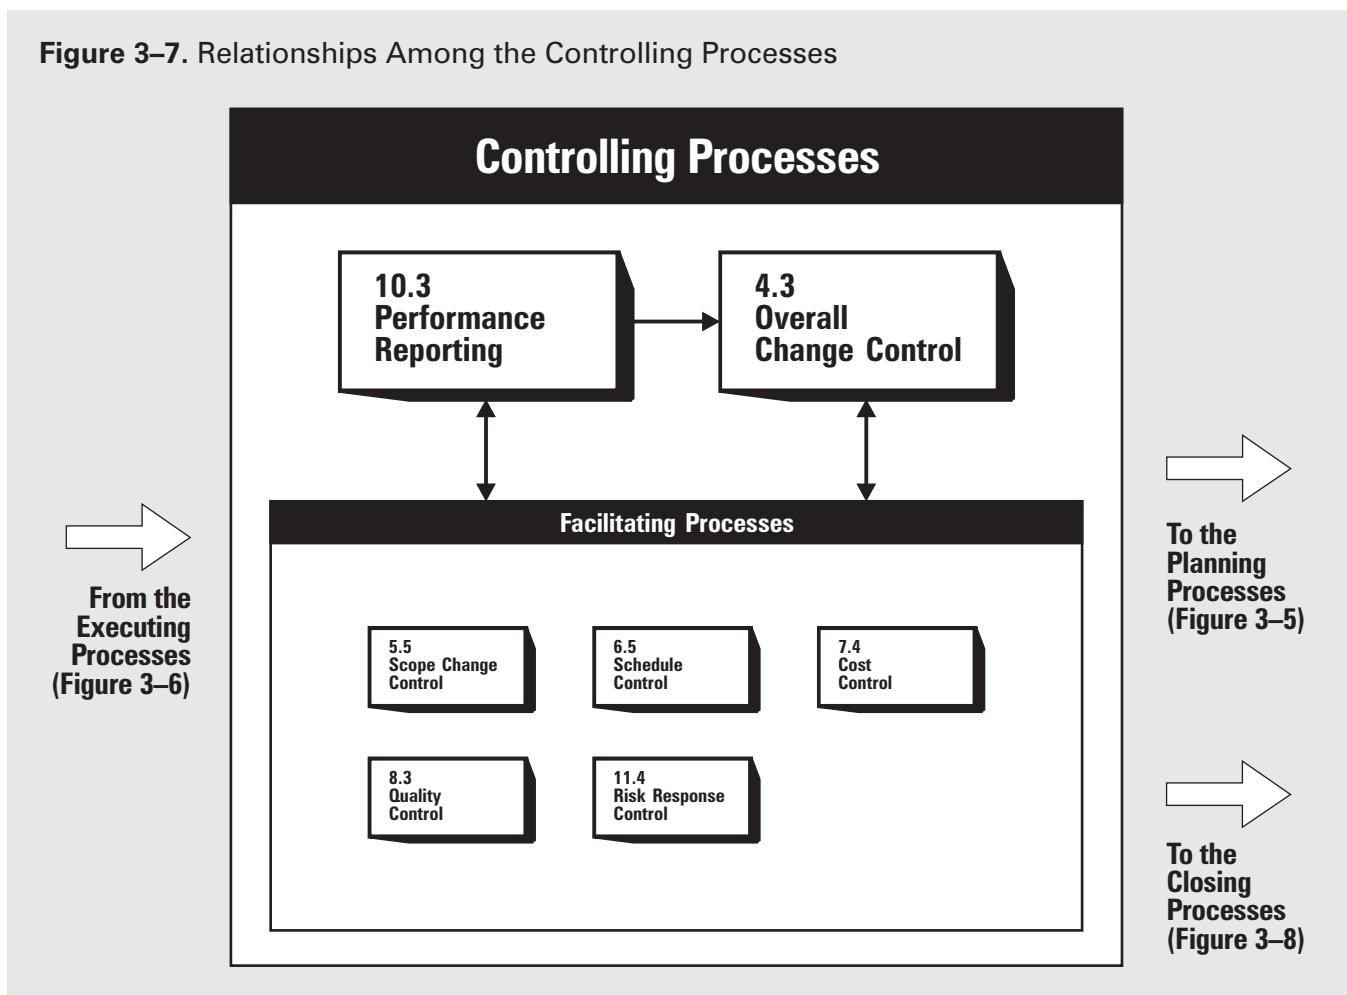 Figure 3–7. Relationships Among the Controlling Processes
Controlling Processes
10.3
Performance
Reporting
4.3
Overall
Change Control
Facilitating Processes
5.5
Scope Change
Control
6.5
Schedule
Control
7.4
Cost
Control
8.3
Quality
Control
11.4
Risk Response
Control
From the
Executing
Processes
(Figure 3–6)
To the
Planning
Processes
(Figure 3–5)
To the
Closing
Processes
(Figure 3–8)